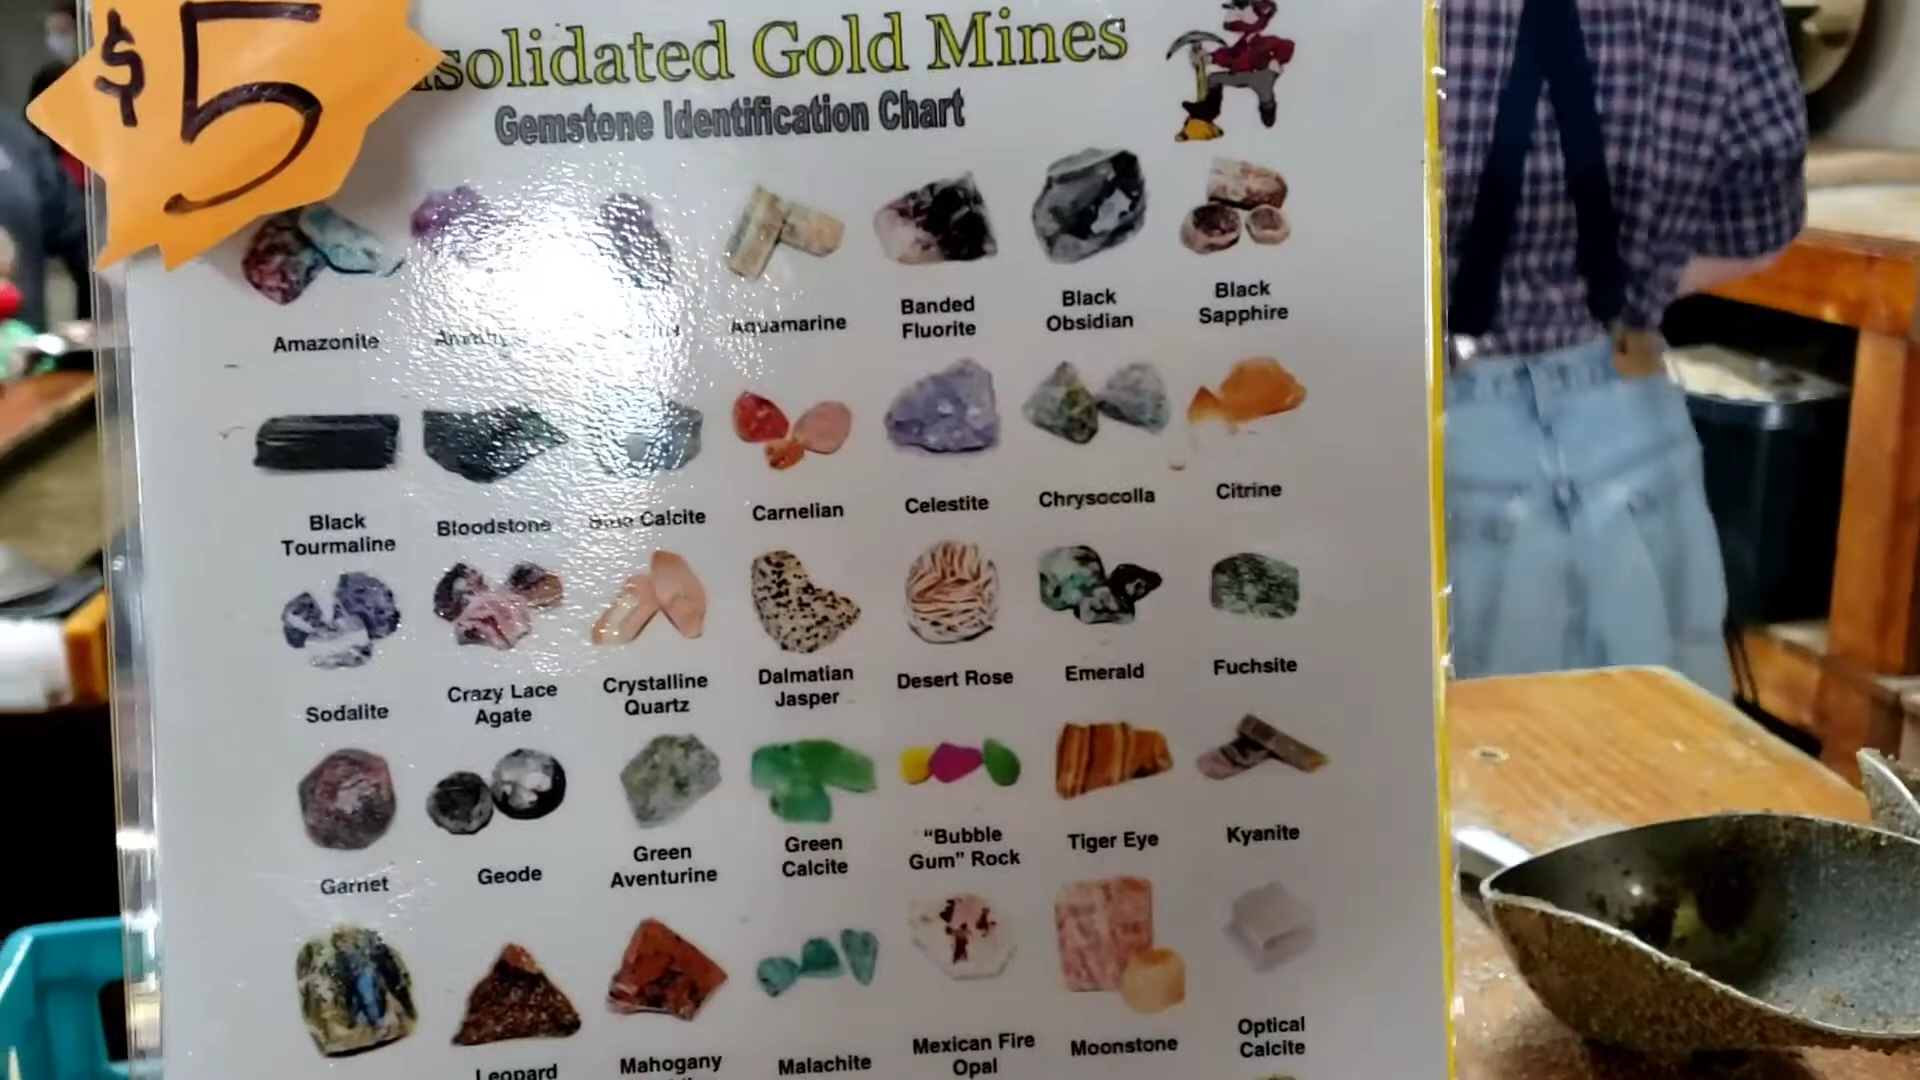 $5
solidated Gold Mines
Gemstone Identification Chart
Amazonite
Aquamarine
Banded
Fluorite
Black
Obsidian
Black
Sapphire
Black
Tourmaline
Bloodstone
Calcite
Carnelian
Celestite
Chrysocolla
Citrine
Sodalite
Crazy Lace
Agate
Crystalline
Quartz
Dalmatian
Jasper
Desert Rose
Emerald
Fuchsite
Garnet
Geode
Green
Aventurine
Green
Calcite
“Bubble
Gum” Rock
Tiger Eye
Kyanite
Leopard
Mahogany
Malachite
Mexican Fire
Opal
Moonstone
Optical
Calcite